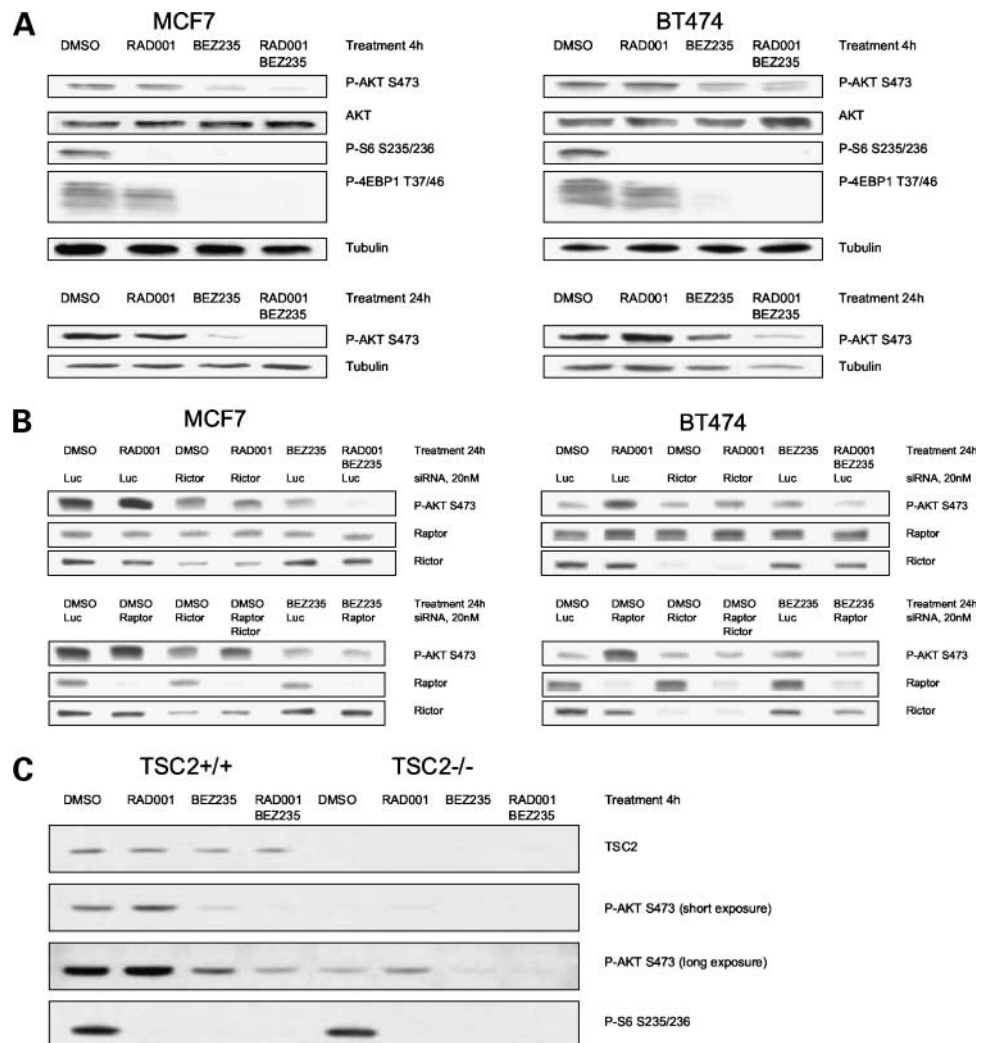 A
MCF7
DMSO RAD001 BEZ235 RAD001 BEZ235 Treatment 4h
P-AKT S473
AKT
P-S6 S235/236
P-4EBP1 T37/46
Tubulin
DMSO RAD001 BEZ235 RAD001 BEZ235 Treatment 24h
P-AKT S473
Tubulin
BT474
DMSO RAD001 BEZ235 RAD001 BEZ235 Treatment 4h
P-AKT S473
AKT
P-S6 S235/236
P-4EBP1 T37/46
Tubulin
DMSO RAD001 BEZ235 RAD001 BEZ235 Treatment 24h
P-AKT S473
Tubulin
B
MCF7
DMSO RAD001 DMSO RAD001 BEZ235 RAD001 BEZ235 Treatment 24h
Luc Luc Rictor Rictor Luc Luc siRNA, 20nM
P-AKT S473
Raptor
Rictor
DMSO DMSO DMSO DMSO BEZ235 BEZ235 Treatment 24h
Luc Raptor Rictor Raptor Rictor Luc Raptor siRNA, 20nM
P-AKT S473
Raptor
Rictor
BT474
DMSO RAD001 DMSO RAD001 BEZ235 RAD001 BEZ235 Treatment 24h
Luc Luc Rictor Rictor Luc Luc siRNA, 20nM
P-AKT S473
Raptor
Rictor
DMSO DMSO DMSO DMSO BEZ235 BEZ235 Treatment 24h
Luc Raptor Rictor Raptor Rictor Luc Raptor siRNA, 20nM
P-AKT S473
Raptor
Rictor
C
TSC2+/+ TSC2-/-
DMSO RAD001 BEZ235 RAD001 BEZ235 DMSO RAD001 BEZ235 RAD001 BEZ235 Treatment 4h
TSC2
P-AKT S473 (short exposure)
P-AKT S473 (long exposure)
P-S6 S235/236